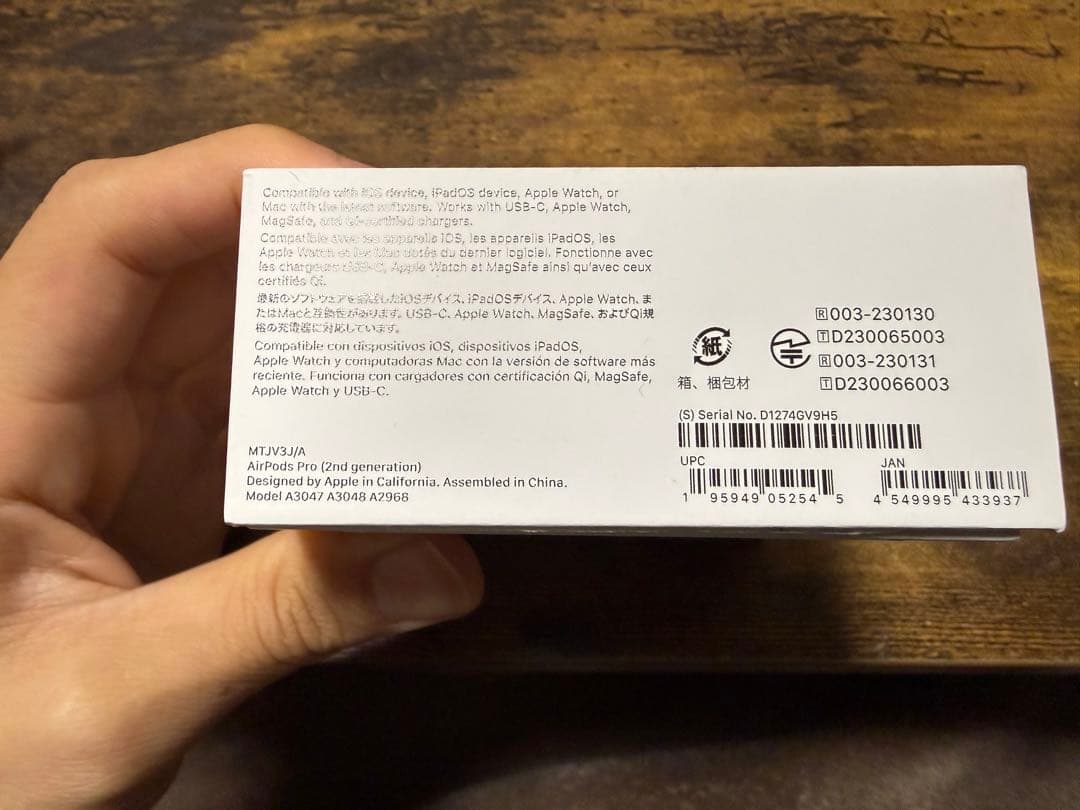 Compatible with iOS device, iPadOS device, Apple Watch, or
Mac with the latest software. Works with USB-C, Apple Watch,
MagSafe, and Qi-certified chargers.
Compatible avec les appareils iOS, les appareils iPadOS, les
Apple Watch et les Mac dotés du dernier logiciel. Fonctionne avec
les chargeurs USB-C, Apple Watch et MagSafe ainsi qu'avec ceux
certifiés Qi.
最新のソフトウェアを搭載したiOSデバイス、iPadOSデバイス、Apple Watch、ま
たはMacと互換性があります。USB-C、Apple Watch、MagSafe、およびQi規
格の充電器に対応しています。
Compatible con dispositivos iOS, dispositivos iPadOS,
Apple Watch y computadoras Mac con la versión de software más
reciente. Funciona con cargadores con certificación Qi, MagSafe,
Apple Watch y USB-C.
MTJV3J/A
AirPods Pro (2nd generation)
Designed by Apple in California. Assembled in China.
Model A3047 A3048 A2968
R 003-230130
T D230065003
R 003-230131
T D230066003
紙
箱、梱包材
(S) Serial No. D1274GV9H5
UPC
1 95949 05254 5
JAN
4 549995 433937